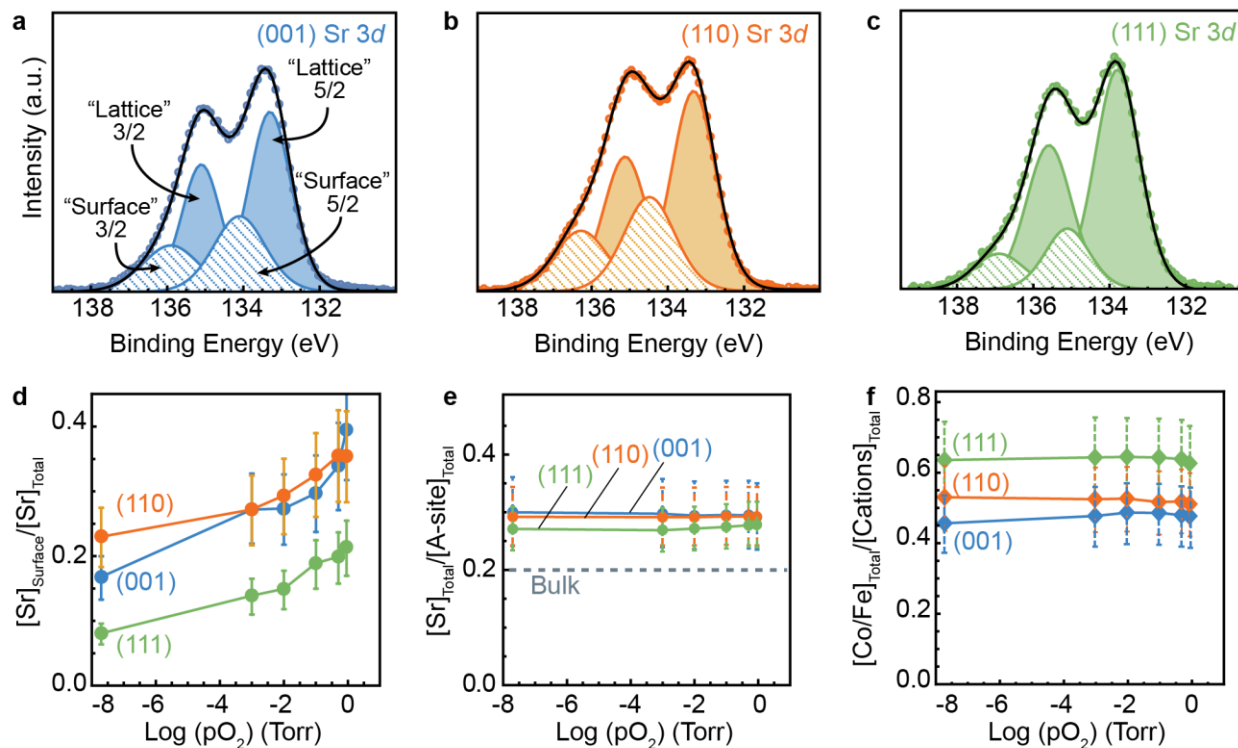 a
(001) Sr 3d
"Lattice"
5/2
"Lattice"
3/2
"Surface"
3/2
"Surface"
5/2
Intensity (a.u.)
138 136 134 132
Binding Energy (eV)
b
(110) Sr 3d
138 136 134 132
Binding Energy (eV)
c
(111) Sr 3d
138 136 134 132
Binding Energy (eV)
d
[Sr]Surface/[Sr]Total
0.4
0.2
0.0
(110)
(001)
(111)
-8 -6 -4 -2 0
Log (pO2) (Torr)
e
[Sr]Total/[A-site]Total
0.4
0.2
0.0
(111)
(110)
(001)
Bulk
-8 -6 -4 -2 0
Log (pO2) (Torr)
f
[Co/Fe]Total/[Cations]Total
0.8
0.6
0.4
0.2
0.0
(111)
(110)
(001)
-8 -6 -4 -2 0
Log (pO2) (Torr)